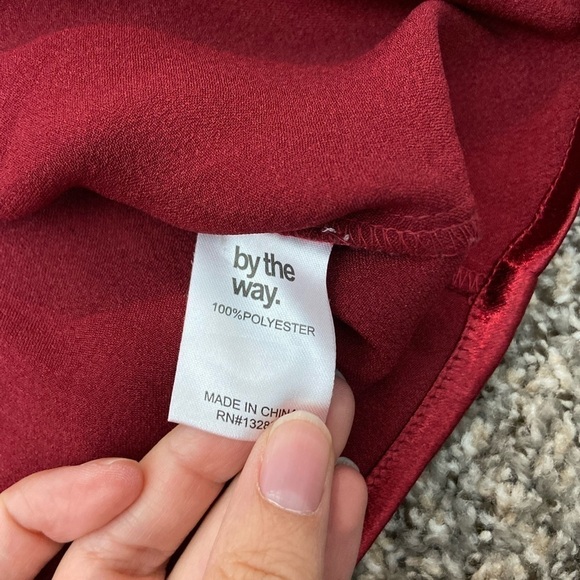 by the
way.
100%POLYESTER
MADE IN CHINA